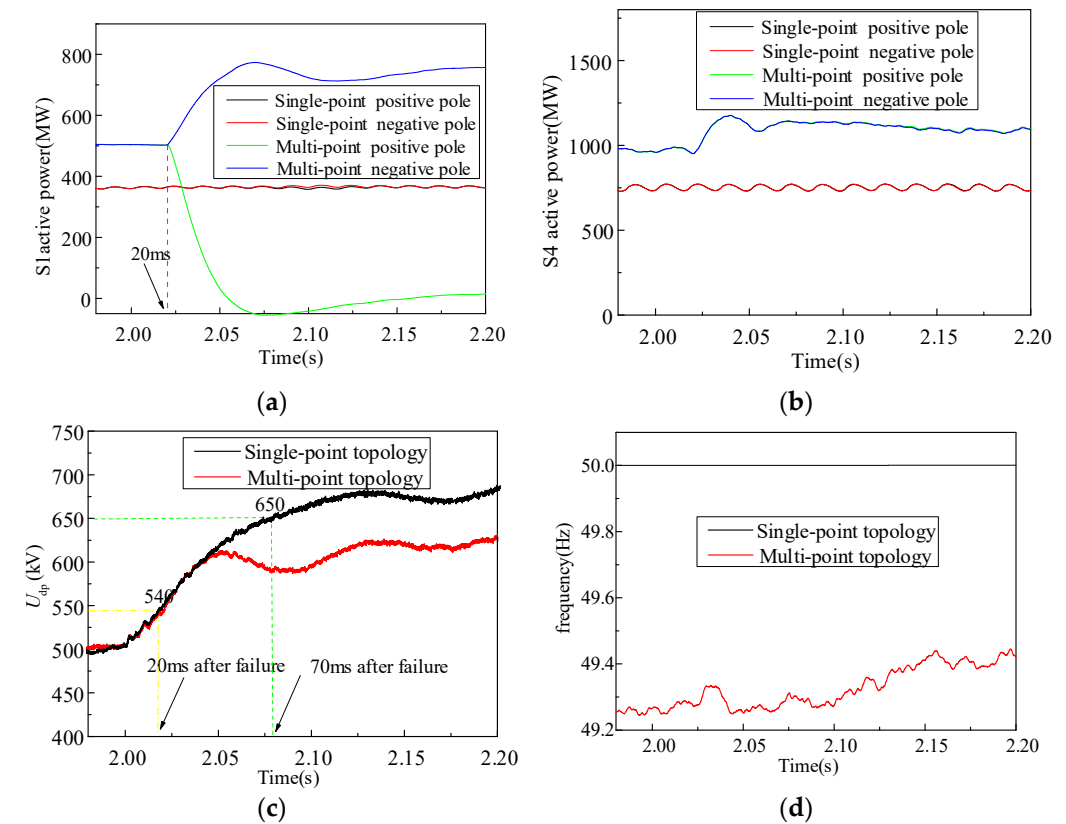 800
600
400
200
0
S1active power(MW)
Single-point positive pole
Single-point negative pole
Multi-point positive pole
Multi-point negative pole
20ms
2.00
2.05
2.10
2.15
2.20
Time(s)
(a)
1500
1000
500
0
S4 active power(MW)
Single-point positive pole
Single-point negative pole
Multi-point positive pole
Multi-point negative pole
2.00
2.05
2.10
2.15
2.20
Time(s)
(b)
750
700
650
600
550
500
450
400
Udp (kV)
Single-point topology
Multi-point topology
650
540
20ms after failure
70ms after failure
2.00
2.05
2.10
2.15
2.20
Time(s)
(c)
50.0
49.8
49.6
49.4
49.2
frequency(Hz)
Single-point topology
Multi-point topology
2.00
2.05
2.10
2.15
2.20
Time(s)
(d)